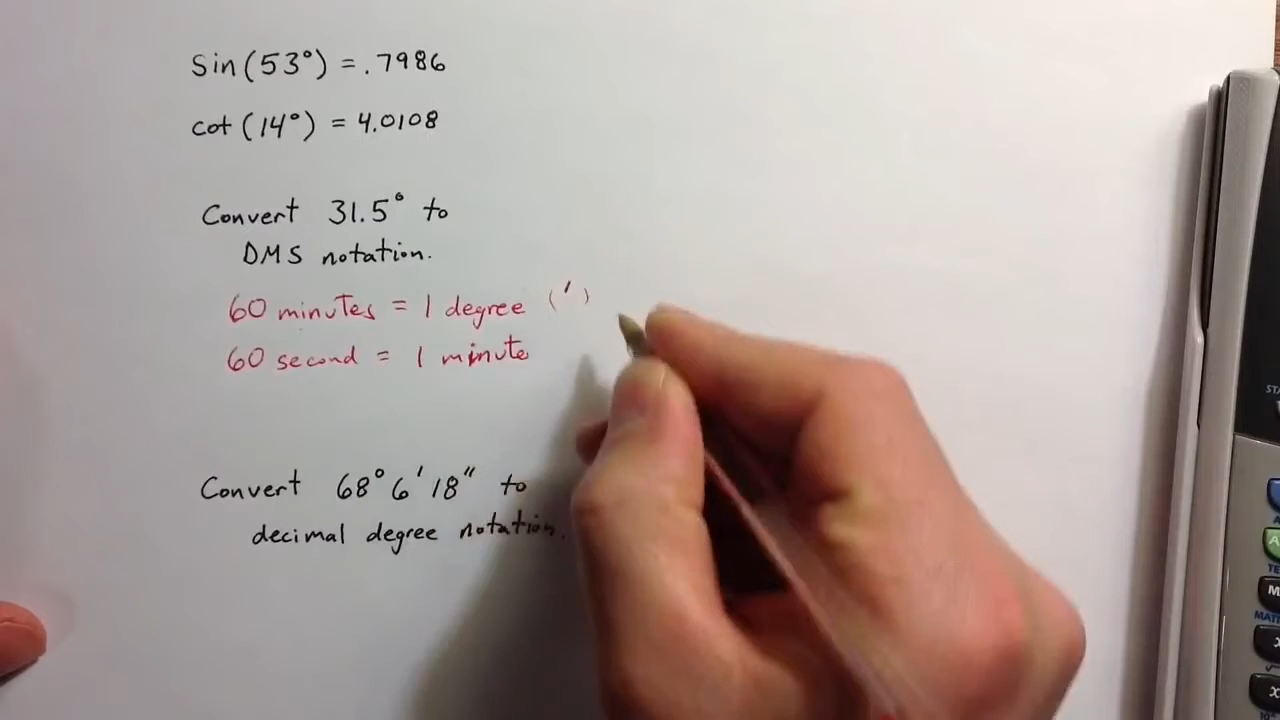 Sin(53°) = .7986
cot(14°) = 4.0108
Convert 31.5° to
DMS notation.
60 minutes = 1 degree (′)
60 second = 1 minute
Convert 68° 6′ 18″ to
decimal degree notation.